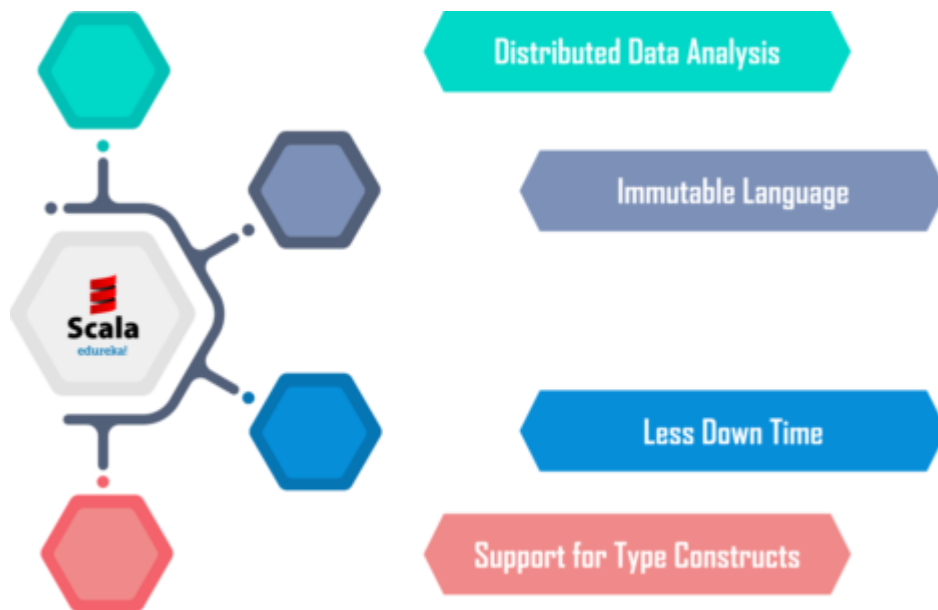 Distributed Data Analysis
Immutable Language
Scala
edureka!
Less Down Time
Support for Type Constructs